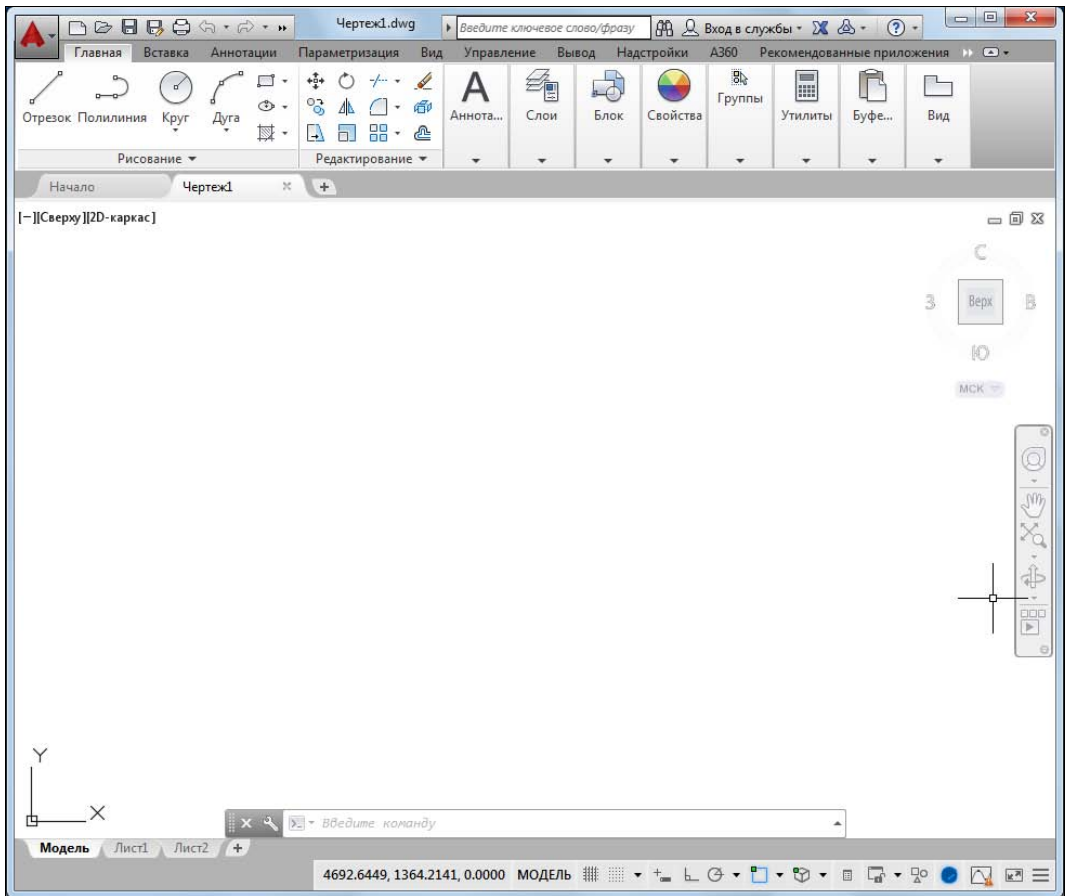 Чертеж1.dwg Введите ключевое слово/фразу Вход в службы
Главная Вставка Аннотации Параметризация Вид Управление Вывод Надстройки A360 Рекомендованные приложения
Отрезок Полилиния Круг Дуга Аннота... Слои Блок Свойства Группы Утилиты Буфе... Вид
Рисование Редактирование
Начало Чертеж1
[−][Сверху][2D-каркас]
С
З Верх В
Ю
МСК
Y
X
Введите команду
Модель Лист1 Лист2
4692.6449, 1364.2141, 0.0000 МОДЕЛЬ